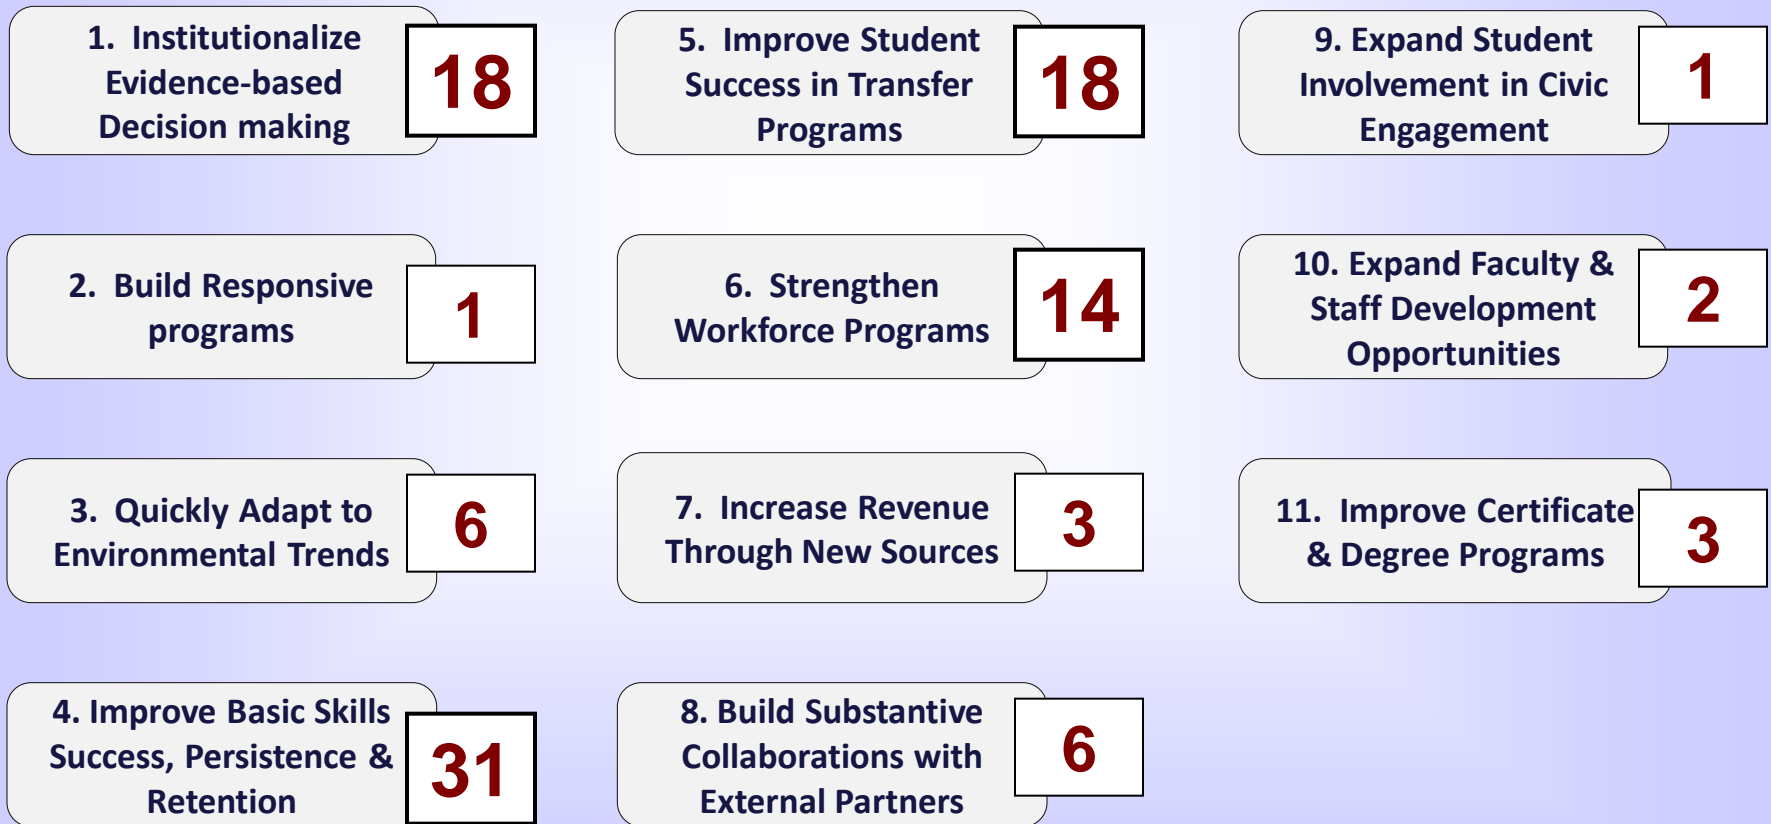 1. Institutionalize
Evidence-based
Decision making
18
2. Build Responsive
programs
1
3. Quickly Adapt to
Environmental Trends
6
4. Improve Basic Skills
Success, Persistence &
Retention
31
5. Improve Student
Success in Transfer
Programs
18
6. Strengthen
Workforce Programs
14
7. Increase Revenue
Through New Sources
3
8. Build Substantive
Collaborations with
External Partners
6
9. Expand Student
Involvement in Civic
Engagement
1
10. Expand Faculty &
Staff Development
Opportunities
2
11. Improve Certificate
& Degree Programs
3